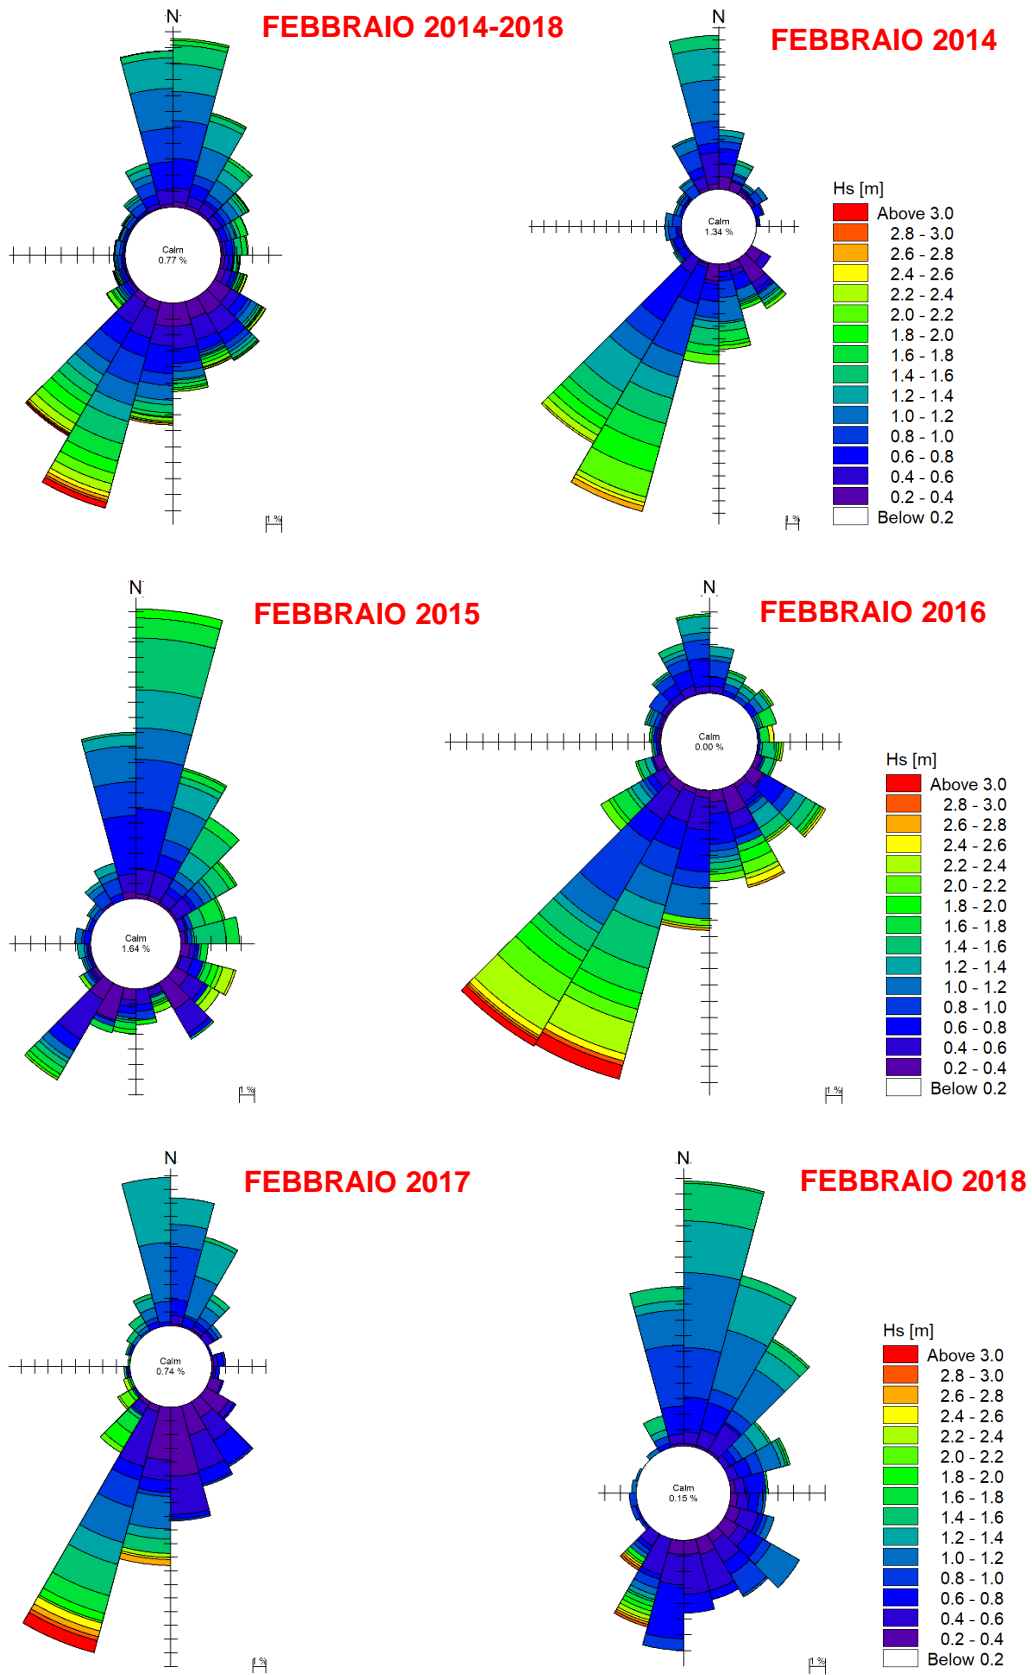 FEBBRAIO 2014-2018
N
Calm
0.77 %
1 %
FEBBRAIO 2014
N
Calm
1.34 %
1 %
Hs [m]
Above 3.0
2.8 - 3.0
2.6 - 2.8
2.4 - 2.6
2.2 - 2.4
2.0 - 2.2
1.8 - 2.0
1.6 - 1.8
1.4 - 1.6
1.2 - 1.4
1.0 - 1.2
0.8 - 1.0
0.6 - 0.8
0.4 - 0.6
0.2 - 0.4
Below 0.2
FEBBRAIO 2015
N
Calm
1.64 %
1 %
FEBBRAIO 2016
N
Calm
0.00 %
1 %
Hs [m]
Above 3.0
2.8 - 3.0
2.6 - 2.8
2.4 - 2.6
2.2 - 2.4
2.0 - 2.2
1.8 - 2.0
1.6 - 1.8
1.4 - 1.6
1.2 - 1.4
1.0 - 1.2
0.8 - 1.0
0.6 - 0.8
0.4 - 0.6
0.2 - 0.4
Below 0.2
FEBBRAIO 2017
N
Calm
0.74 %
1 %
FEBBRAIO 2018
N
Calm
0.15 %
1 %
Hs [m]
Above 3.0
2.8 - 3.0
2.6 - 2.8
2.4 - 2.6
2.2 - 2.4
2.0 - 2.2
1.8 - 2.0
1.6 - 1.8
1.4 - 1.6
1.2 - 1.4
1.0 - 1.2
0.8 - 1.0
0.6 - 0.8
0.4 - 0.6
0.2 - 0.4
Below 0.2